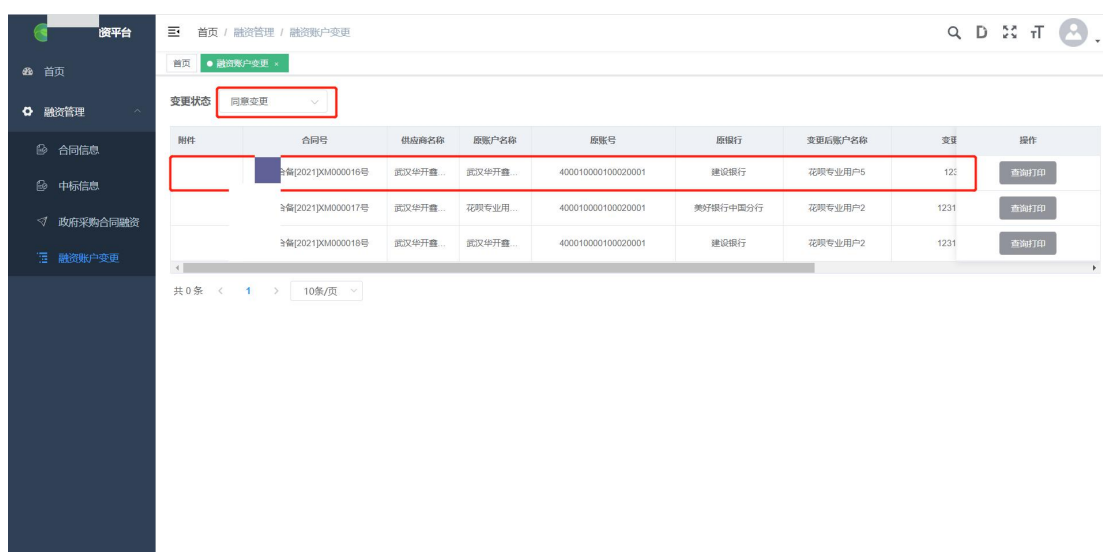 资平台
首页 / 融资管理 / 融资账户变更
首页
融资账户变更 ×
首页
融资管理
合同信息
中标信息
政府采购合同融资
融资账户变更
变更状态 同意变更
附件 合同号 供应商名称 原账户名称 原账号 原银行 变更后账户名称 变更 操作
合备[2021]XM000016号 武汉华开鑫... 武汉华开鑫... 400010000100020001 建设银行 花呗专业用户5 123 查询打印
合备[2021]XM000017号 武汉华开鑫... 花呗专业用... 400010000100020001 美好银行中国分行 花呗专业用户2 1231 查询打印
合备[2021]XM000018号 武汉华开鑫... 武汉华开鑫... 400010000100020001 建设银行 花呗专业用户2 1231 查询打印
共 0 条 < 1 > 10条/页